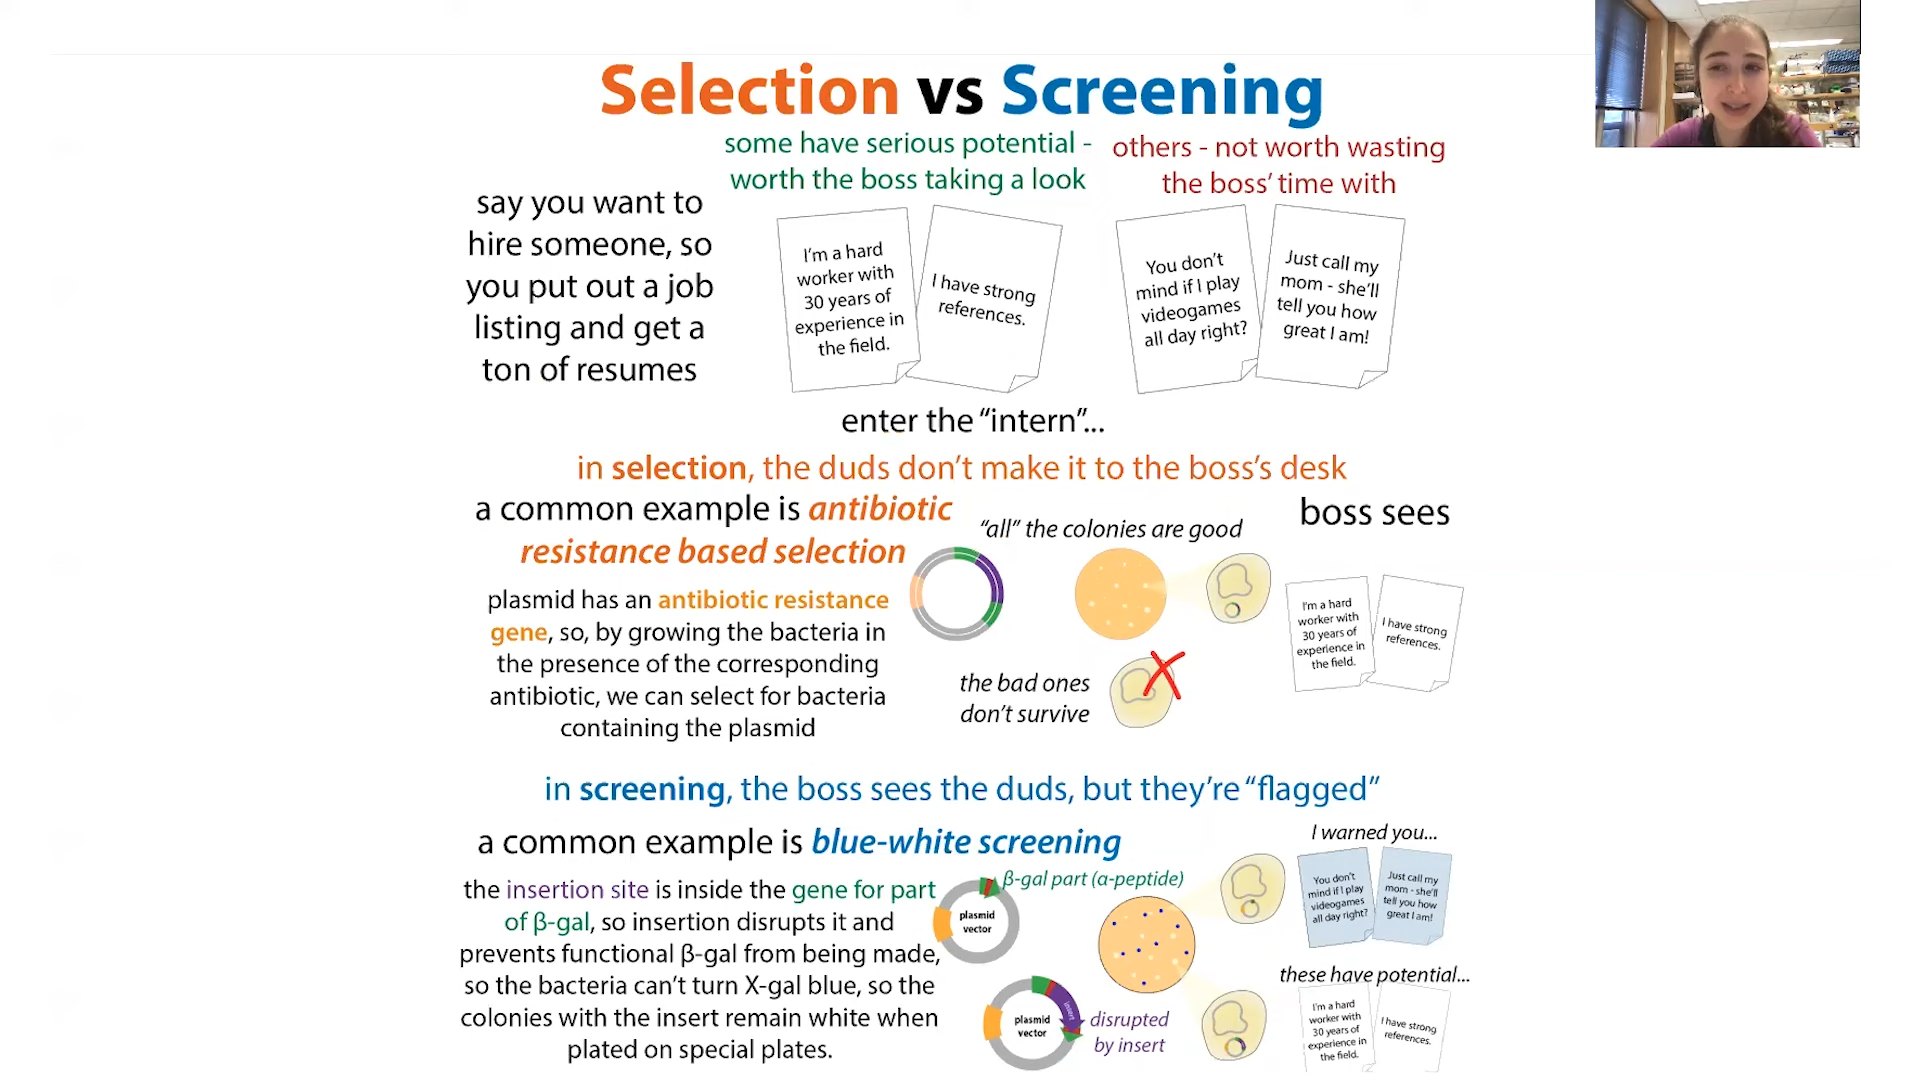 Selection vs Screening
some have serious potential -
worth the boss taking a look
others - not worth wasting
the boss’ time with
say you want to
hire someone, so
you put out a job
listing and get a
ton of resumes
I’m a hard
worker with
30 years of
experience in
the field.
I have strong
references.
You don’t
mind if I play
videogames
all day right?
Just call my
mom - she’ll
tell you how
great I am!
enter the “intern”...
in selection, the duds don’t make it to the boss’s desk
a common example is antibiotic
resistance based selection
“all” the colonies are good
boss sees
plasmid has an antibiotic resistance
gene, so, by growing the bacteria in
the presence of the corresponding
antibiotic, we can select for bacteria
containing the plasmid
the bad ones
don’t survive
I’m a hard
worker with
30 years of
experience in
the field.
I have strong
references.
in screening, the boss sees the duds, but they’re “flagged”
a common example is blue-white screening
the insertion site is inside the gene for part
of β-gal, so insertion disrupts it and
prevents functional β-gal from being made,
so the bacteria can’t turn X-gal blue, so the
colonies with the insert remain white when
plated on special plates.
β-gal part (α-peptide)
plasmid
vector
insert
plasmid
vector
disrupted
by insert
I warned you...
You don’t
mind if I play
videogames
all day right?
Just call my
mom - she’ll
tell you how
great I am!
these have potential...
I’m a hard
worker with
30 years of
experience in
the field.
I have strong
references.